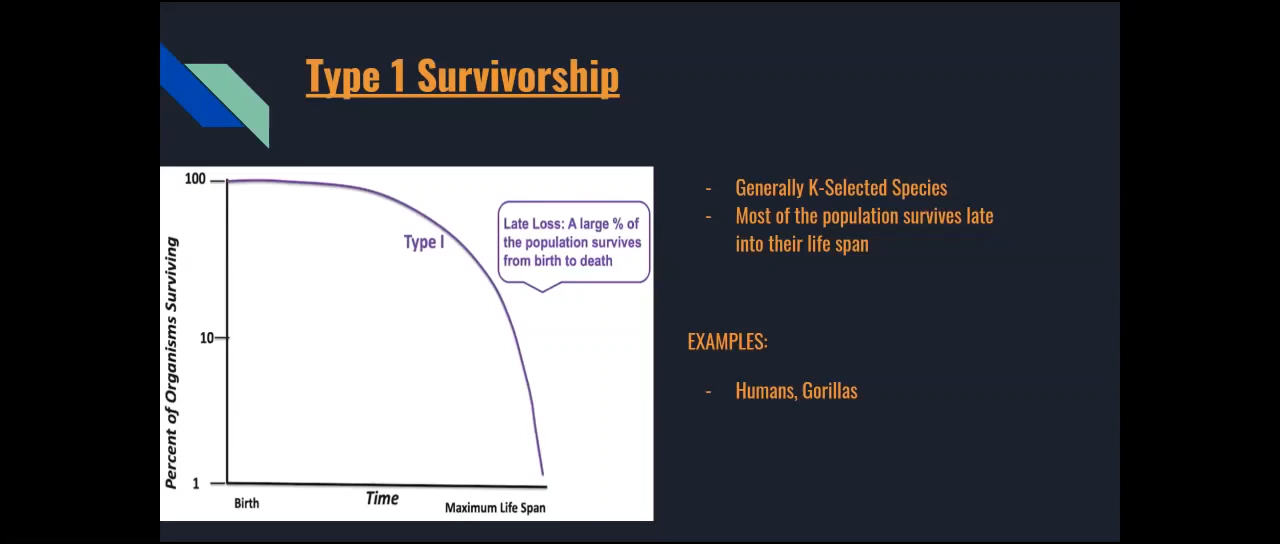 Type 1 Survivorship
100
10
1
Percent of Organisms Surviving
Type I
Late Loss: A large % of
the population survives
from birth to death
Birth
Time
Maximum Life Span
- Generally K-Selected Species
- Most of the population survives late
into their life span
EXAMPLES:
- Humans, Gorillas